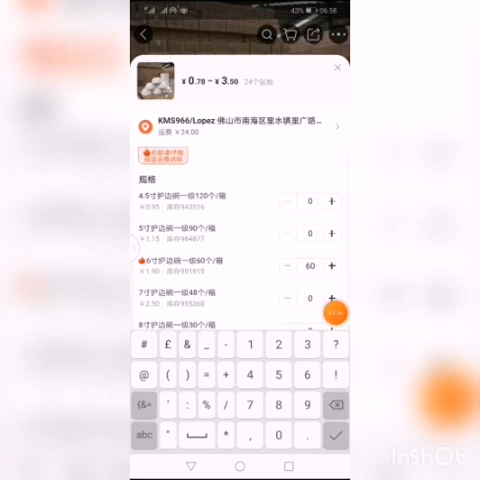 43% 06:58
¥ 0.78 ~ ¥ 3.50 24个起批
KMS966/Lopez 佛山市南海区里水镇里广路...
运费 ¥24.00
规格
4.5寸护边碗一级120个/箱
¥0.95 库存943516
0
5寸护边碗一级90个/箱
¥1.15 库存964877
0
6寸护边碗一级60个/箱
¥1.90 库存991915
60
7寸护边碗一级48个/箱
¥2.50 库存995360
0
8寸护边碗一级30个/箱
# £ & _ - 1 2 3 ?
@ ( ) = + 4 5 6 !
{&= ' : % / 7 8 9
abc ° * , 0 .
InShOt